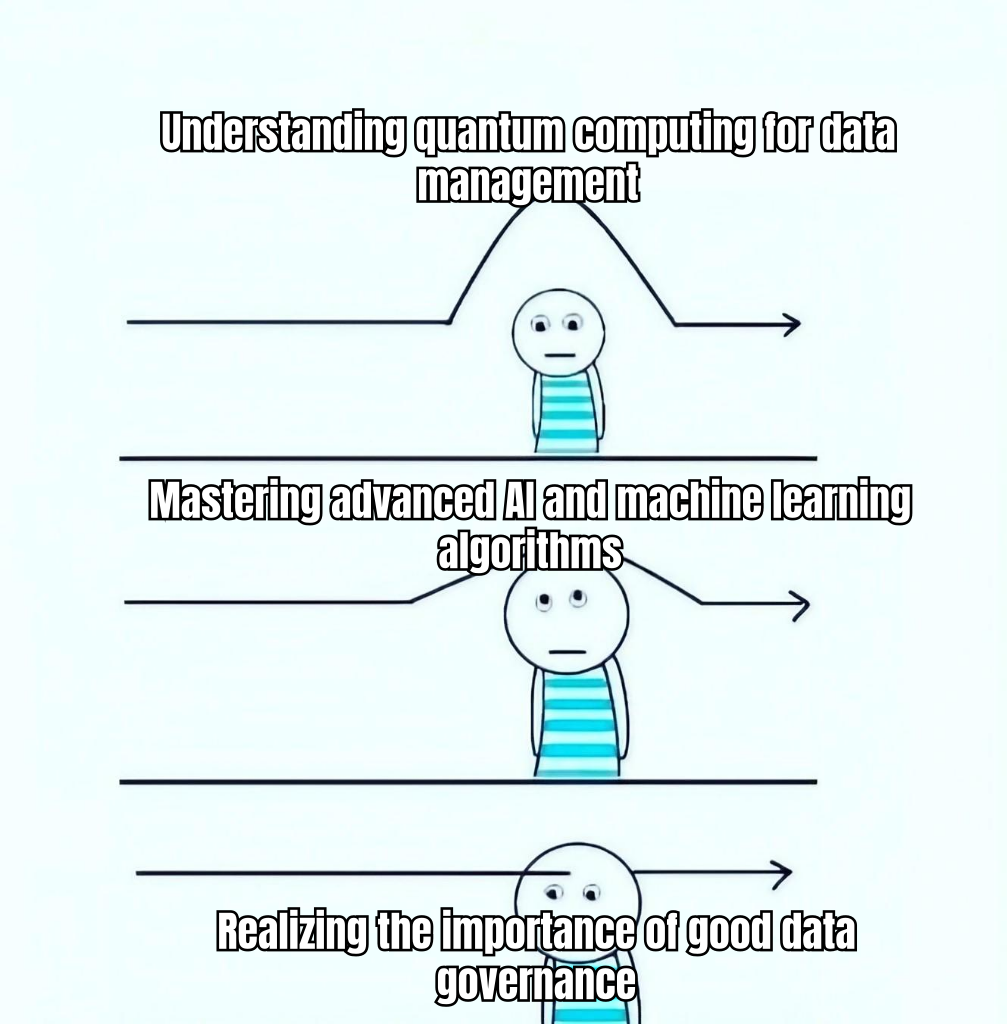 Understanding quantum computing for data
management
Mastering advanced AI and machine learning
algorithms
Realizing the importance of good data
governance